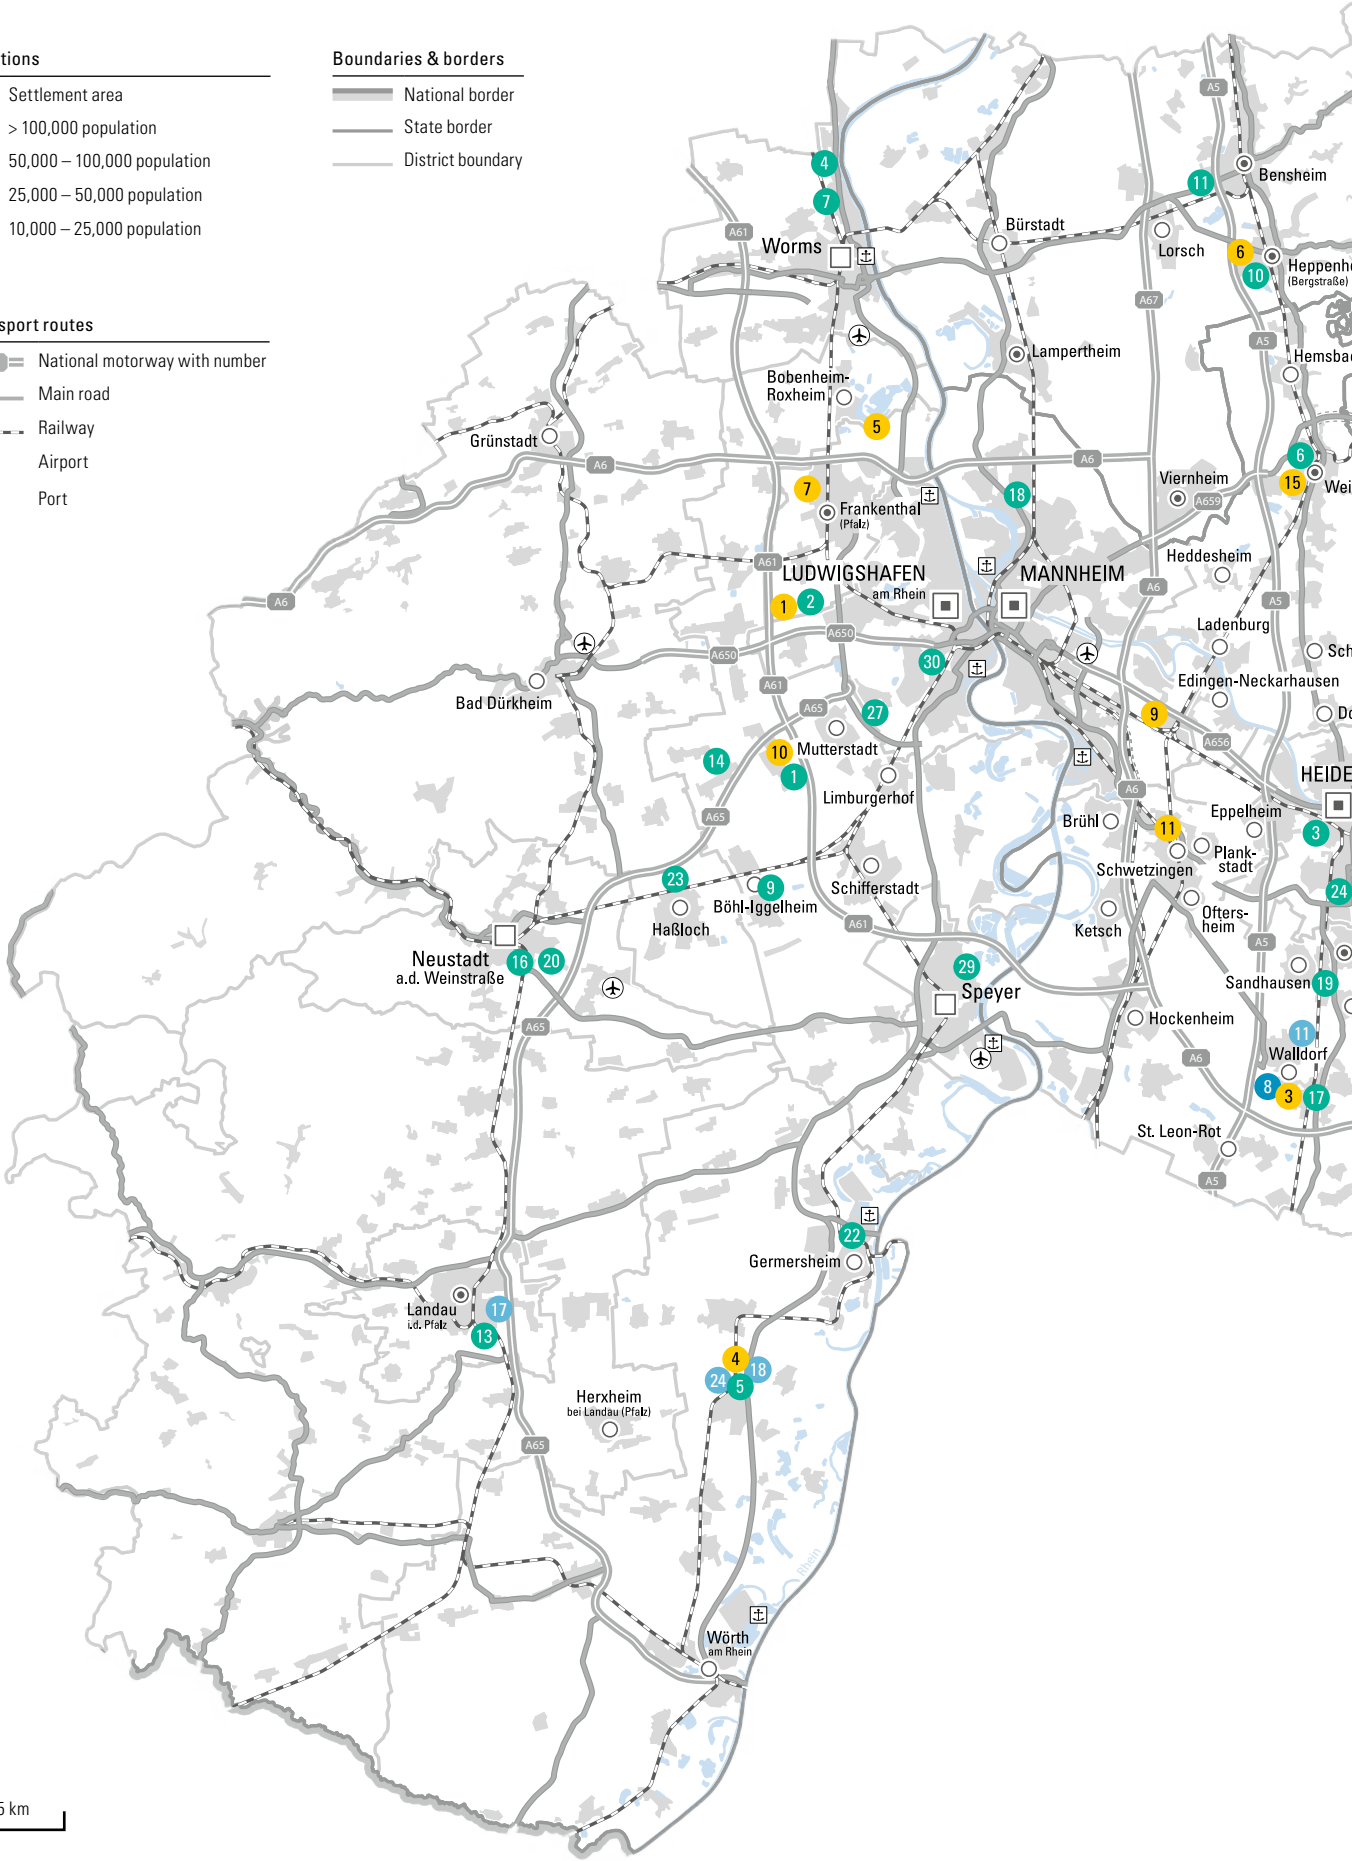 tions
Settlement area
> 100,000 population
50,000 – 100,000 population
25,000 – 50,000 population
10,000 – 25,000 population
Boundaries & borders
National border
State border
District boundary
sport routes
National motorway with number
Main road
Railway
Airport
Port
5 km
A5
4
11
Bensheim
7
A61
Worms
Bürstadt
Lorsch
6
10
Heppenhe
(Bergstraße)
A67
A5
Lampertheim
Hemsbac
Bobenheim-
Roxheim
5
Grünstadt
A6
A6
6
15
Wei
7
18
Viernheim
A659
Frankenthal
(Pfalz)
A61
Heddesheim
LUDWIGSHAFEN
am Rhein
MANNHEIM
A6
A6
1
2
A5
Ladenburg
A650
A650
30
Sch
Edingen-Neckarhausen
A61
Bad Dürkheim
A65
27
9
Do
A656
Mutterstadt
10
14
1
HEIDE
Limburgerhof
A6
A65
Brühl
Eppelheim
11
3
Plank-
stadt
Schwetzingen
23
9
Schifferstadt
24
Böhl-Iggelheim
Haßloch
Ofters-
heim
Ketsch
A61
A5
Neustadt
a.d. Weinstraße
16
20
29
Sandhausen
19
Speyer
Hockenheim
A65
11
A6
Walldorf
8
3
17
St. Leon-Rot
A5
22
Germersheim
Landau
i.d. Pfalz
17
13
4
18
24
5
Herxheim
bei Landau (Pfalz)
A65
Rhein
Wörth
am Rhein